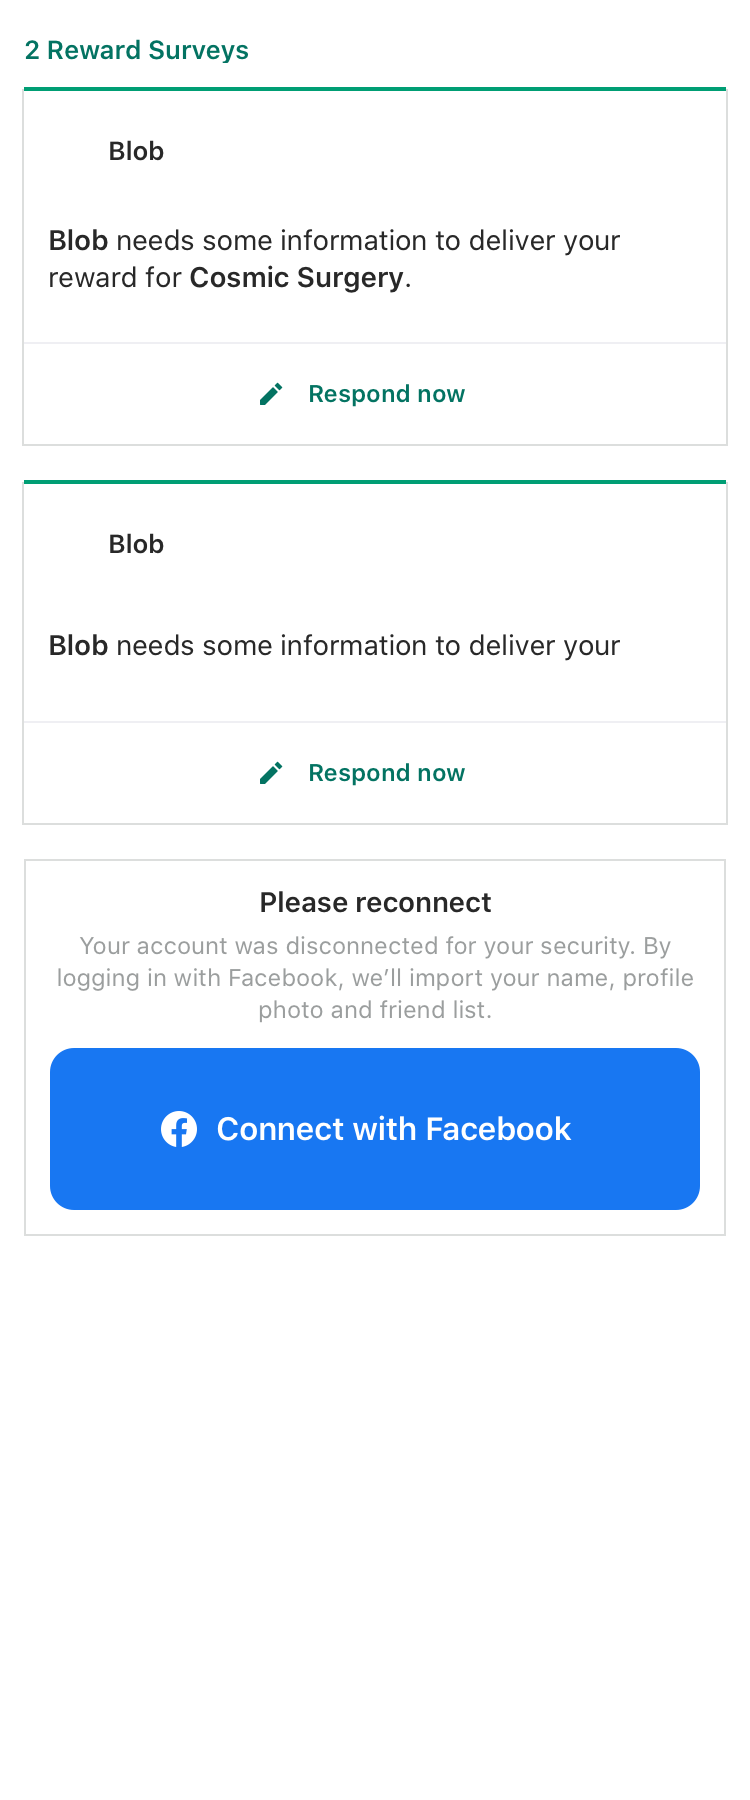 2 Reward Surveys
Blob
Blob needs some information to deliver your
reward for Cosmic Surgery.
Respond now
Blob
Blob needs some information to deliver your
Respond now
Please reconnect
Your account was disconnected for your security. By
logging in with Facebook, we’ll import your name, profile
photo and friend list.
Connect with Facebook